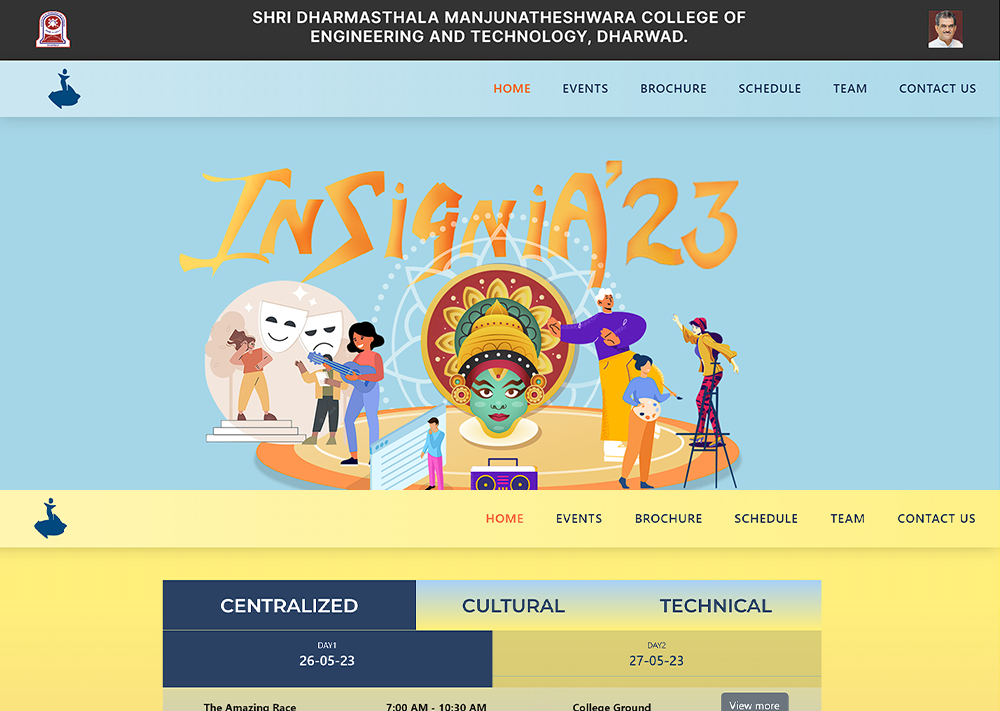 SHRI DHARMASTHALA MANJUNATHESHWARA COLLEGE OF
ENGINEERING AND TECHNOLOGY, DHARWAD.
HOME EVENTS BROCHURE SCHEDULE TEAM CONTACT US
INSIGNIA'23
HOME EVENTS BROCHURE SCHEDULE TEAM CONTACT US
CENTRALIZED CULTURAL TECHNICAL
DAY1 DAY2
26-05-23 27-05-23
The Amazing Race 7:00 AM - 10:30 AM College Ground View more